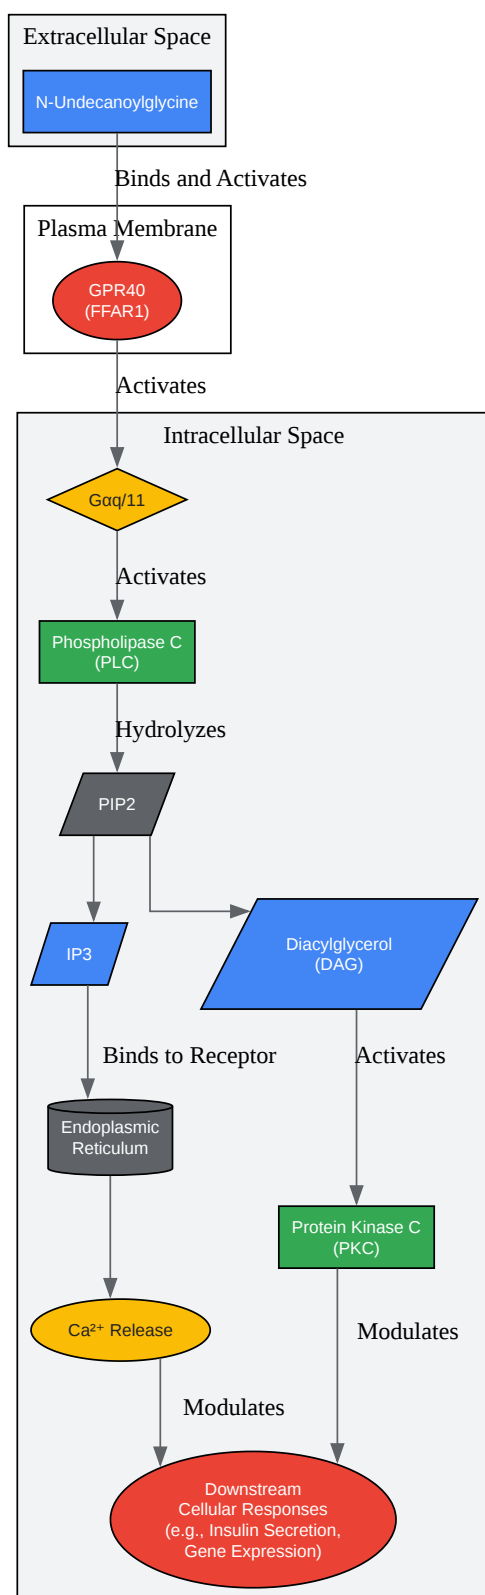 Extracellular Space
N-Undecanoylglycine
Binds and Activates
Plasma Membrane
GPR40
(FFAR1)
Activates
Intracellular Space
Gαq/11
Activates
Phospholipase C
(PLC)
Hydrolyzes
PIP2
IP3
Diacylglycerol
(DAG)
Binds to Receptor
Activates
Endoplasmic
Reticulum
Protein Kinase C
(PKC)
Ca²⁺ Release
Modulates
Modulates
Downstream
Cellular Responses
(e.g., Insulin Secretion,
Gene Expression)